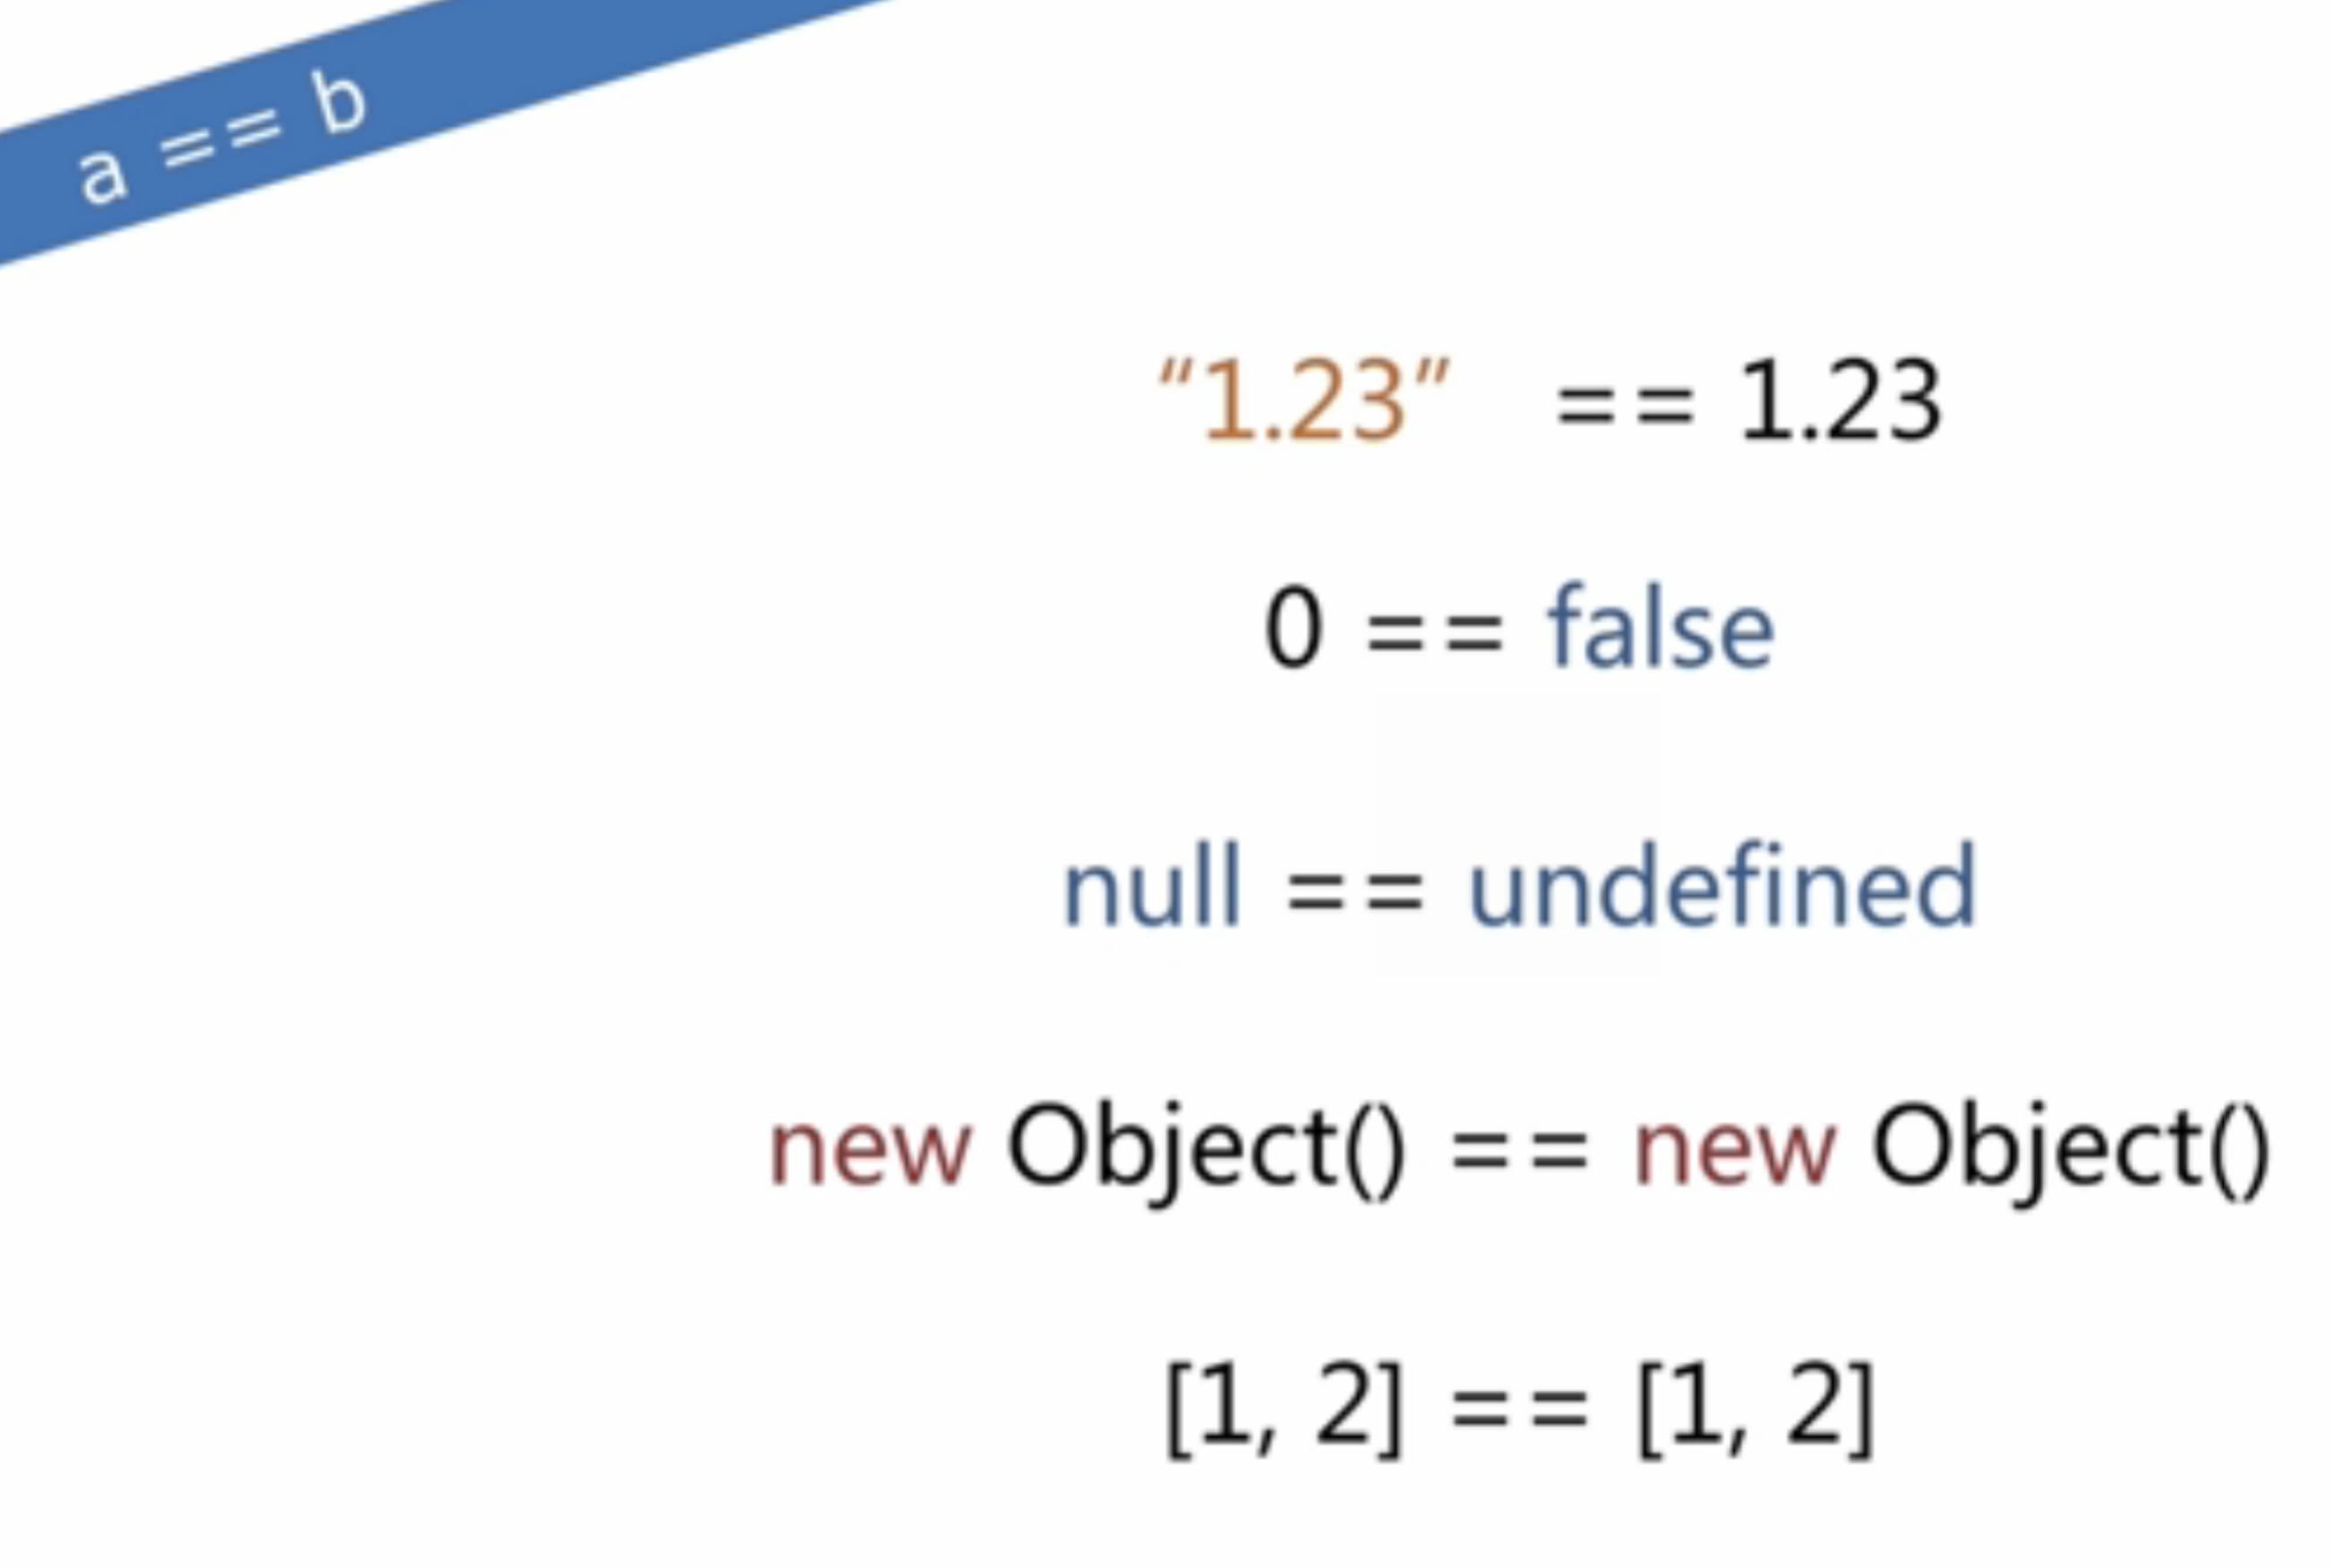 a == b
"1.23" == 1.23
0 == false
null == undefined
new Object() == new Object()
[1, 2] == [1, 2]